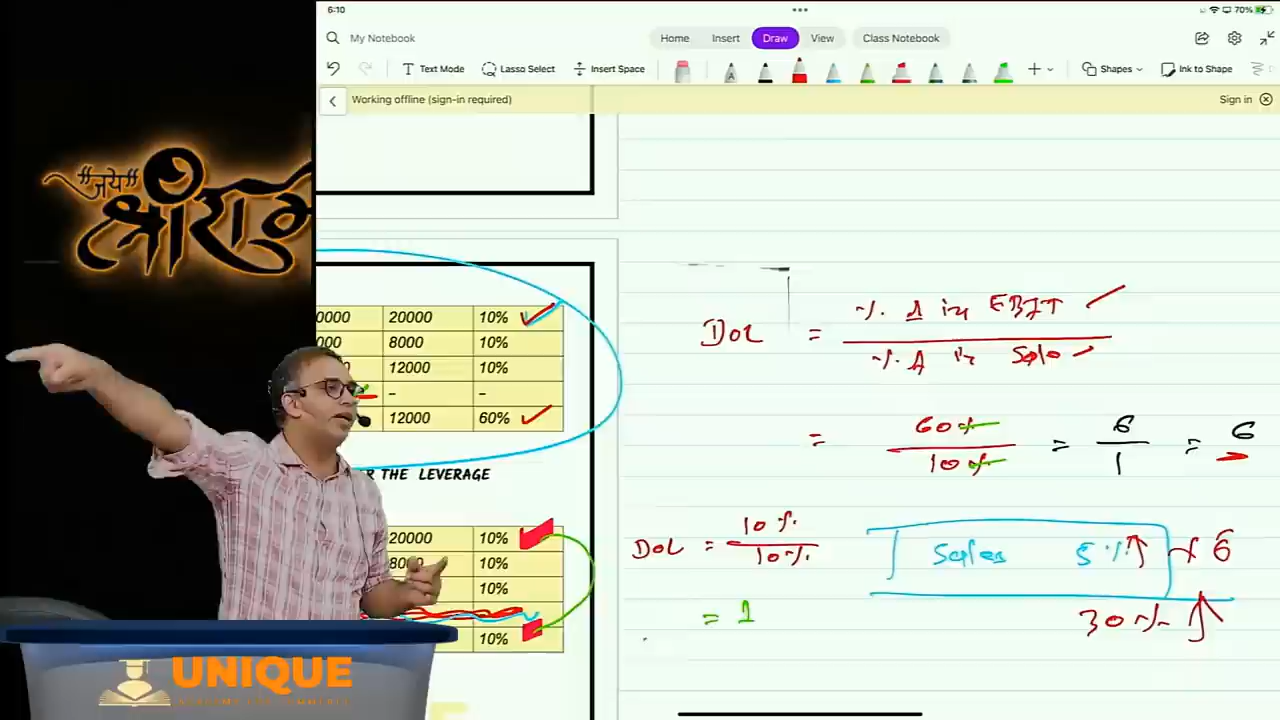 6:10
70%
My Notebook
Home Insert Draw View Class Notebook
Text Mode Lasso Select Insert Space Shapes Ink to Shape
Working offline (sign-in required)
Sign in
"जय"
श्रीराम
0000 20000 10%
000 8000 10%
12000 10%
– –
12000 60%
R THE LEVERAGE
20000 10%
800 10%
10%
10%
DOL = % Δ in EBIT
% Δ in Sale
= 60% / 10% = 6 / 1 = 6
DOL = 10% / 10%
= 1
Sales 5% ↑ × 6
30% ↑
UNIQUE